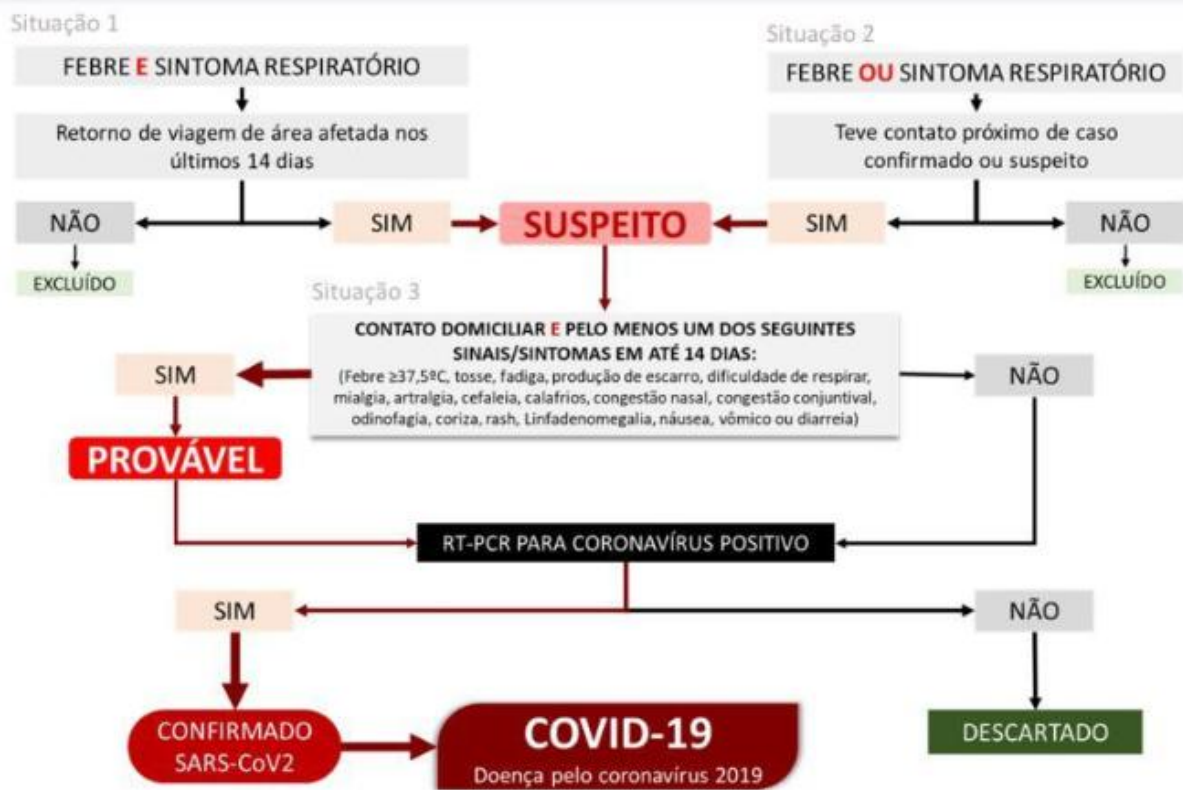 Situação 1
FEBRE E SINTOMA RESPIRATÓRIO
Retorno de viagem de área afetada nos
últimos 14 dias
NÃO
SIM
EXCLUÍDO
Situação 2
FEBRE OU SINTOMA RESPIRATÓRIO
Teve contato próximo de caso
confirmado ou suspeito
SUSPEITO
SIM
NÃO
EXCLUÍDO
Situação 3
CONTATO DOMICILIAR E PELO MENOS UM DOS SEGUINTES
SINAIS/SINTOMAS EM ATÉ 14 DIAS:
(Febre ≥37,5ºC, tosse, fadiga, produção de escarro, dificuldade de respirar,
mialgia, artralgia, cefaleia, calafrios, congestão nasal, congestão conjuntival,
odinofagia, coriza, rash, Linfadenomegalia, náusea, vômico ou diarreia)
SIM
NÃO
PROVÁVEL
RT-PCR PARA CORONAVÍRUS POSITIVO
SIM
NÃO
CONFIRMADO
SARS-CoV2
COVID-19
Doença pelo coronavírus 2019
DESCARTADO